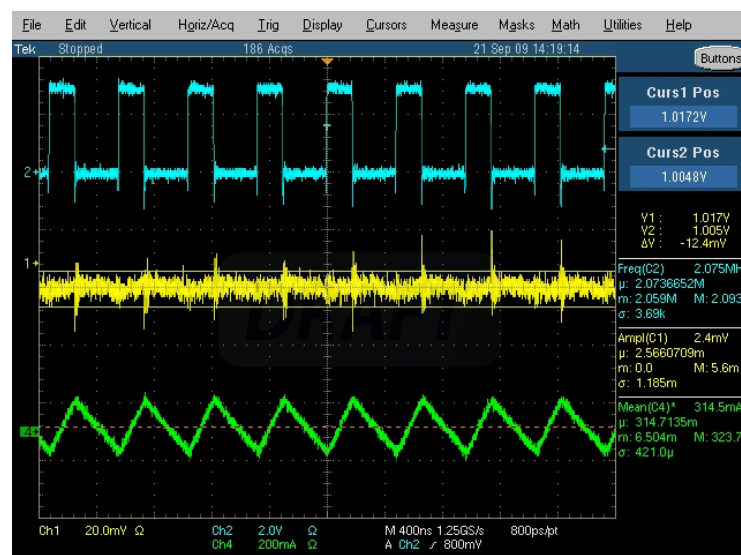 File Edit Vertical Horiz/Acq Trig Display Cursors Measure Masks Math Utilities Help
Tek Stopped 186 Acqs 21 Sep 09 14:19:14
Buttons
Curs1 Pos
1.0172V
Curs2 Pos
1.0048V
V1 : 1.017V
V2 : 1.005V
ΔV : -12.4mV
Freq(C2) 2.075MH
µ: 2.0736652M
m: 2.059M M: 2.093
σ: 3.69k
Ampl(C1) 2.4mV
µ: 2.5660709m
m: 0.0 M: 5.6m
σ: 1.185m
Mean(C4)* 314.5mA
µ: 314.7135m
m: 6.504m M: 323.7
σ: 421.0µ
2
1
DRAFT
4
Ch1 20.0mV Ω Ch2 2.0V Ω M 400ns 1.25GS/s 800ps/pt
Ch4 200mA Ω A Ch2 ⁄ 800mV